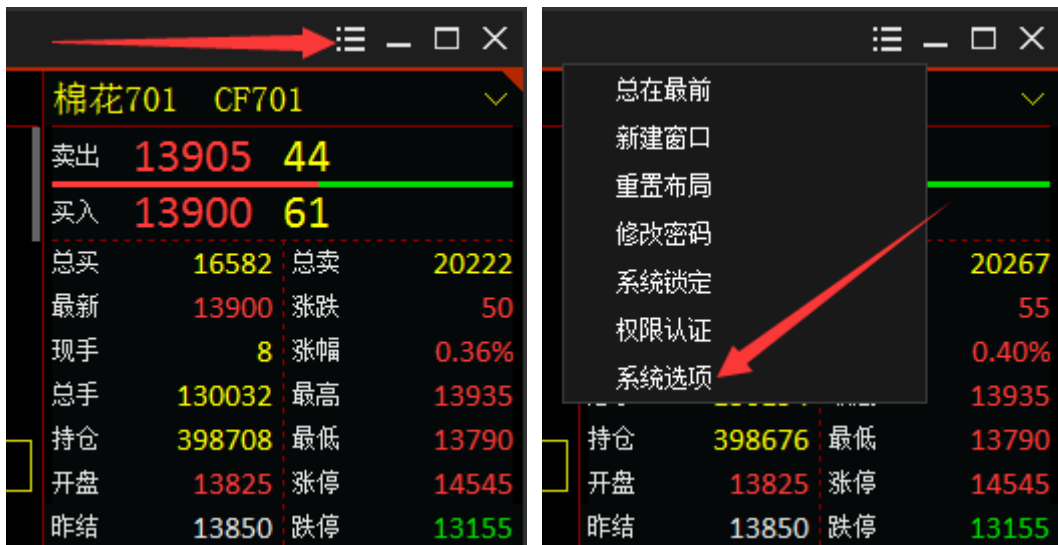 棉花701 CF701
卖出 13905 44
买入 13900 61
总买 16582 总卖 20222
最新 13900 涨跌 50
现手 8 涨幅 0.36%
总手 130032 最高 13935
持仓 398708 最低 13790
开盘 13825 涨停 14545
昨结 13850 跌停 13155
总在最前
新建窗口
重置布局
修改密码
系统锁定
权限认证
系统选项
20267
55
0.40%
13935
持仓 398676 最低 13790
开盘 13825 涨停 14545
昨结 13850 跌停 13155